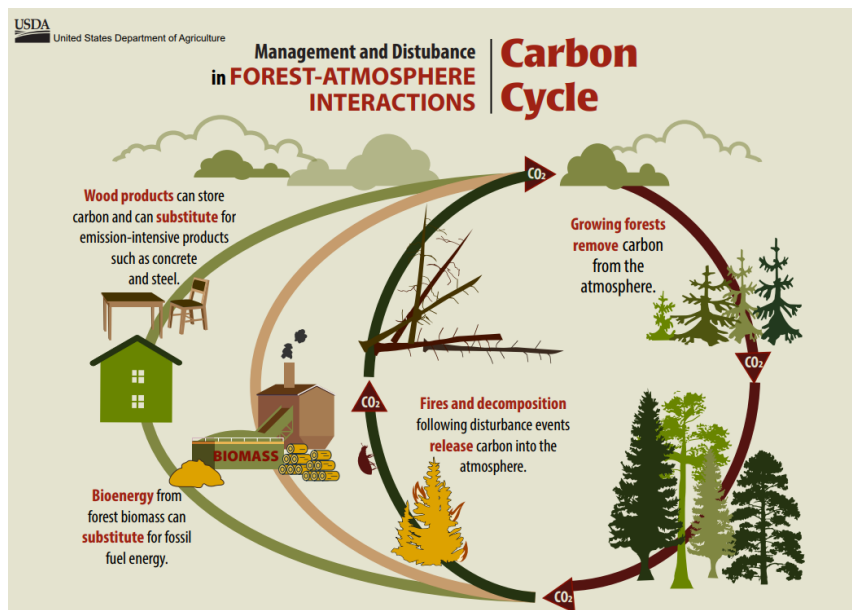 USDA
United States Department of Agriculture
Management and Distubance
in FOREST-ATMOSPHERE
INTERACTIONS
Carbon
Cycle
CO₂
Wood products can store
carbon and can substitute for
emission-intensive products
such as concrete
and steel.
Growing forests
remove carbon
from the
atmosphere.
CO₂
CO₂
Fires and decomposition
following disturbance events
release carbon into the
atmosphere.
BIOMASS
Bioenergy from
forest biomass can
substitute for fossil
fuel energy.
CO₂